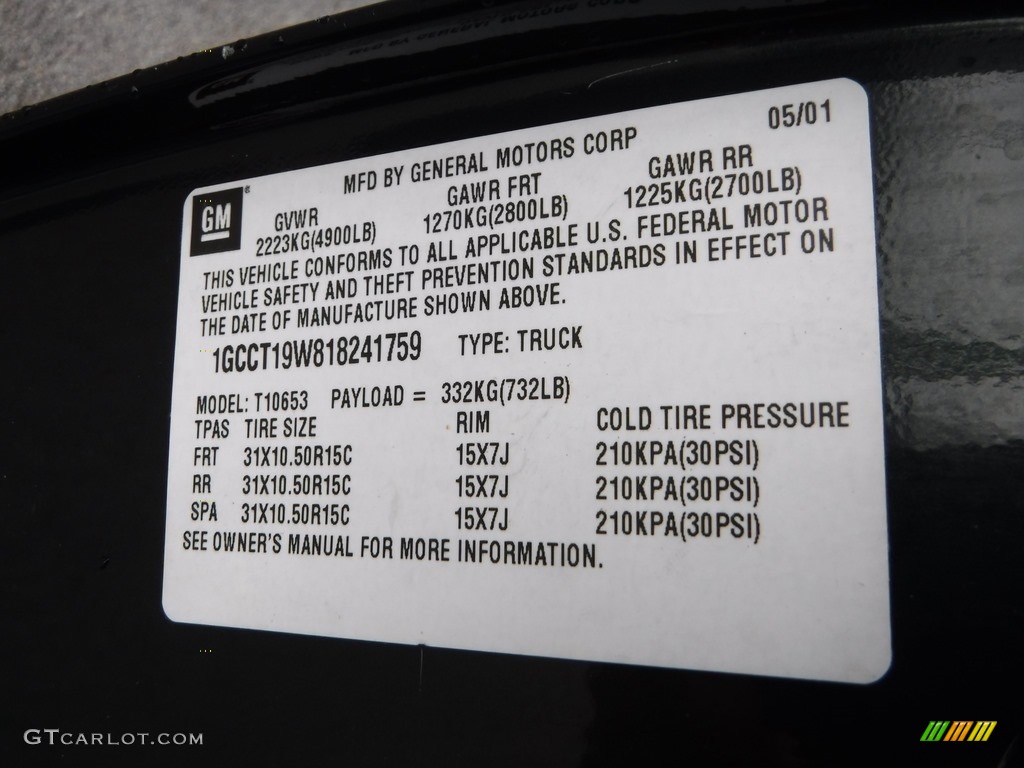 05/01
MFD BY GENERAL MOTORS CORP
GM
GVWR GAWR FRT GAWR RR
2223KG(4900LB) 1270KG(2800LB) 1225KG(2700LB)
THIS VEHICLE CONFORMS TO ALL APPLICABLE U.S. FEDERAL MOTOR
VEHICLE SAFETY AND THEFT PREVENTION STANDARDS IN EFFECT ON
THE DATE OF MANUFACTURE SHOWN ABOVE.
1GCCT19W818241759 TYPE: TRUCK
MODEL: T10653 PAYLOAD = 332KG(732LB)
TPAS TIRE SIZE RIM COLD TIRE PRESSURE
FRT 31X10.50R15C 15X7J 210KPA(30PSI)
RR 31X10.50R15C 15X7J 210KPA(30PSI)
SPA 31X10.50R15C 15X7J 210KPA(30PSI)
SEE OWNER'S MANUAL FOR MORE INFORMATION.
GTCARLOT.COM